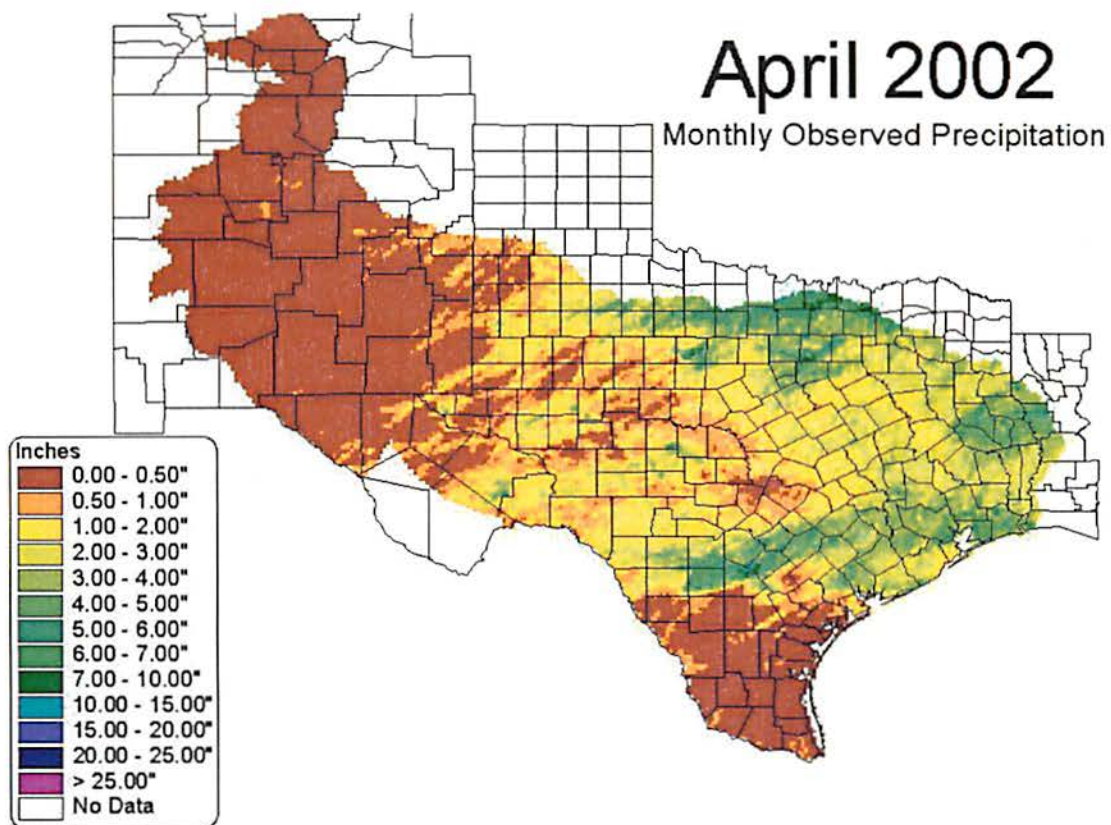 April 2002
Monthly Observed Precipitation
Inches
0.00 - 0.50"
0.50 - 1.00"
1.00 - 2.00"
2.00 - 3.00"
3.00 - 4.00"
4.00 - 5.00"
5.00 - 6.00"
6.00 - 7.00"
7.00 - 10.00"
10.00 - 15.00"
15.00 - 20.00"
20.00 - 25.00"
> 25.00"
No Data